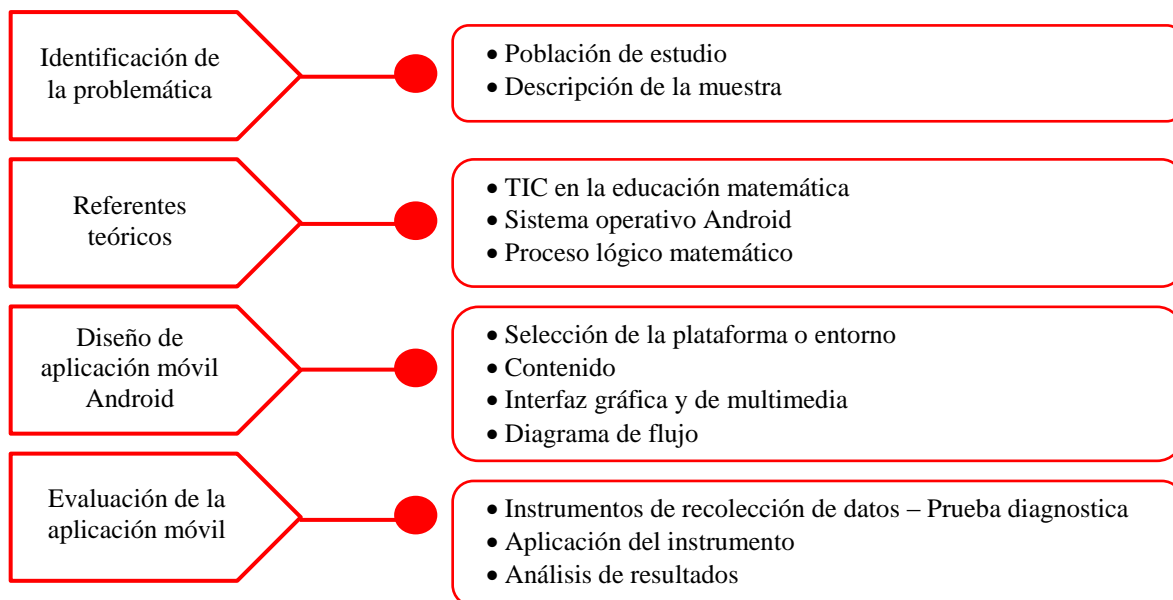 Identificación de
la problemática
• Población de estudio
• Descripción de la muestra
Referentes
teóricos
• TIC en la educación matemática
• Sistema operativo Android
• Proceso lógico matemático
Diseño de
aplicación móvil
Android
• Selección de la plataforma o entorno
• Contenido
• Interfaz gráfica y de multimedia
• Diagrama de flujo
Evaluación de la
aplicación móvil
• Instrumentos de recolección de datos – Prueba diagnostica
• Aplicación del instrumento
• Análisis de resultados